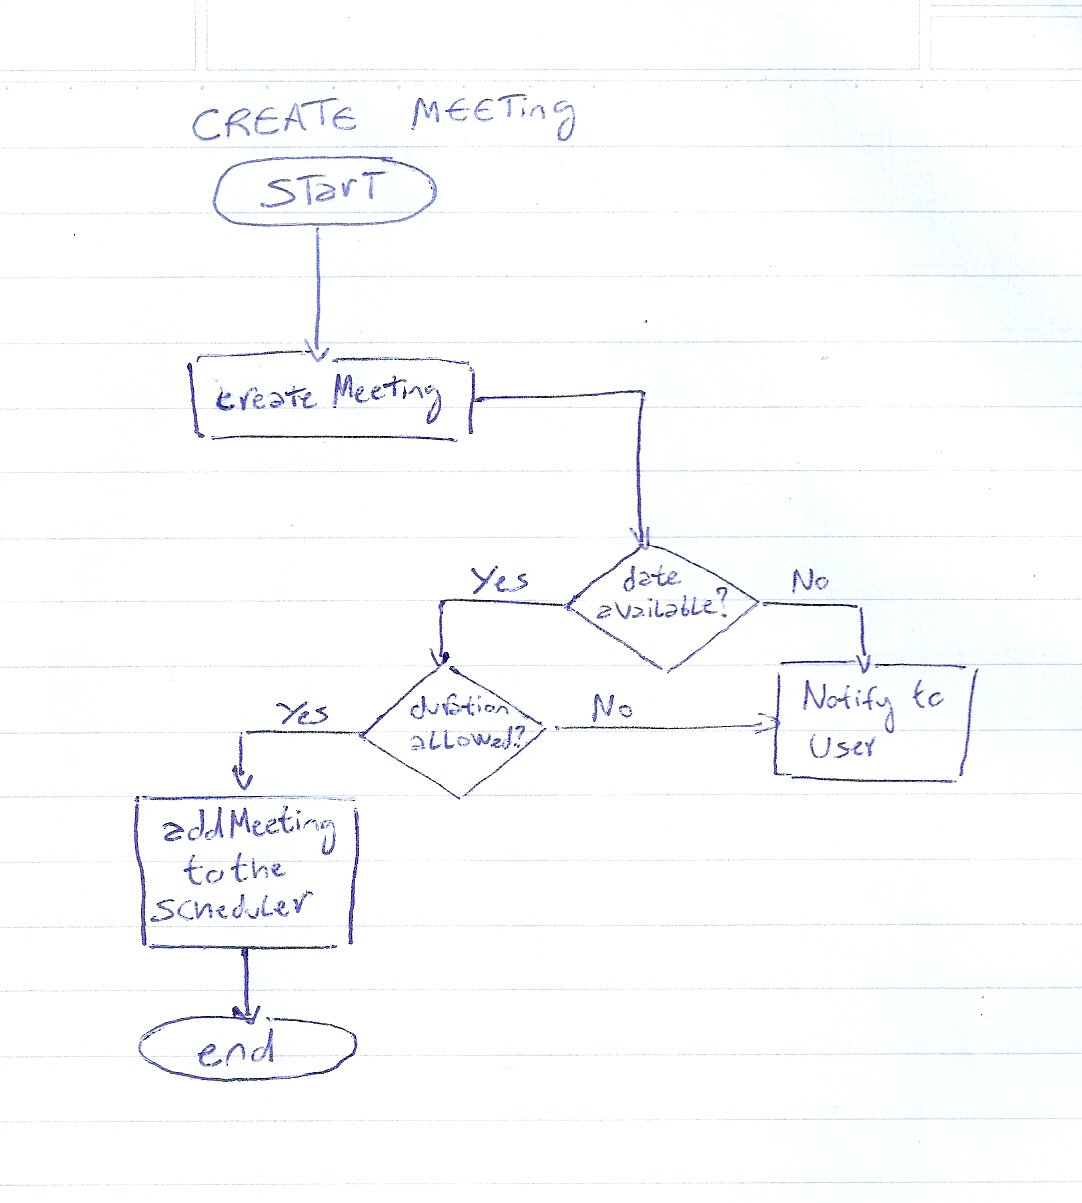 CREATE MEETing
STarT
create Meeting
date
available?
Yes
No
duration
allowed?
Yes
No
Notify to
User
addMeeting
to the
scheduler
end